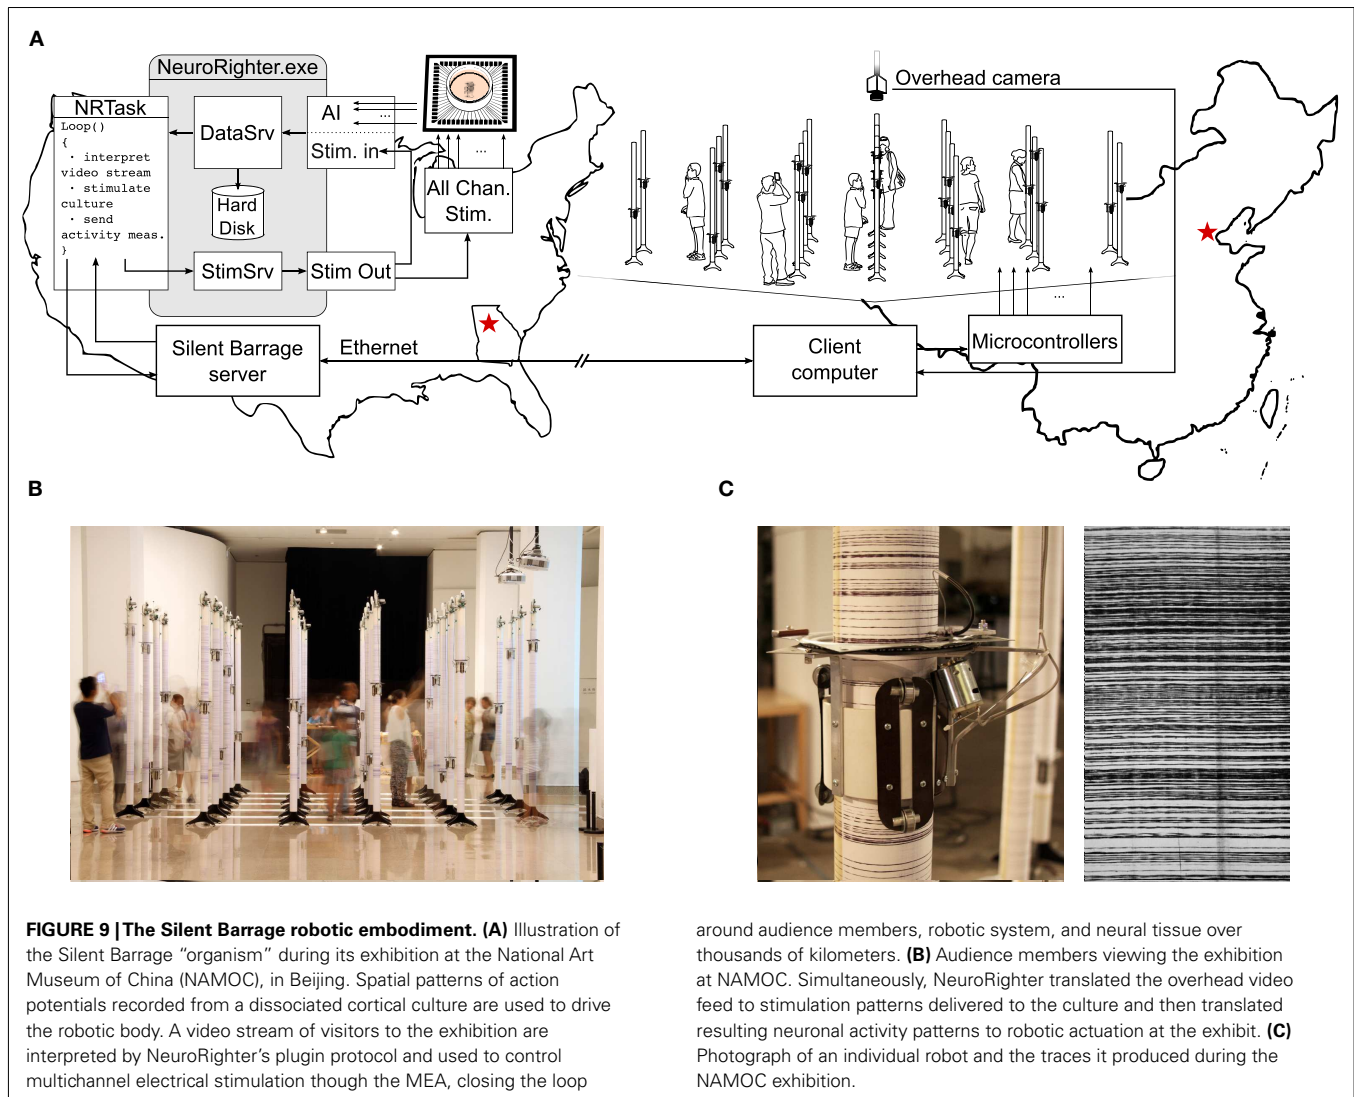 A
NeuroRighter.exe
NRTask
Loop()
{
· interpret
video stream
· stimulate
culture
· send
activity meas.
}
DataSrv
AI
...
Stim. in
Hard
Disk
StimSrv
Stim Out
All Chan.
Stim.
...
Overhead camera
...
Silent Barrage
server
Ethernet
Client
computer
Microcontrollers
B
C
FIGURE 9 | The Silent Barrage robotic embodiment. (A) Illustration of
the Silent Barrage “organism” during its exhibition at the National Art
Museum of China (NAMOC), in Beijing. Spatial patterns of action
potentials recorded from a dissociated cortical culture are used to drive
the robotic body. A video stream of visitors to the exhibition are
interpreted by NeuroRighter’s plugin protocol and used to control
multichannel electrical stimulation though the MEA, closing the loop
around audience members, robotic system, and neural tissue over
thousands of kilometers. (B) Audience members viewing the exhibition
at NAMOC. Simultaneously, NeuroRighter translated the overhead video
feed to stimulation patterns delivered to the culture and then translated
resulting neuronal activity patterns to robotic actuation at the exhibit. (C)
Photograph of an individual robot and the traces it produced during the
NAMOC exhibition.